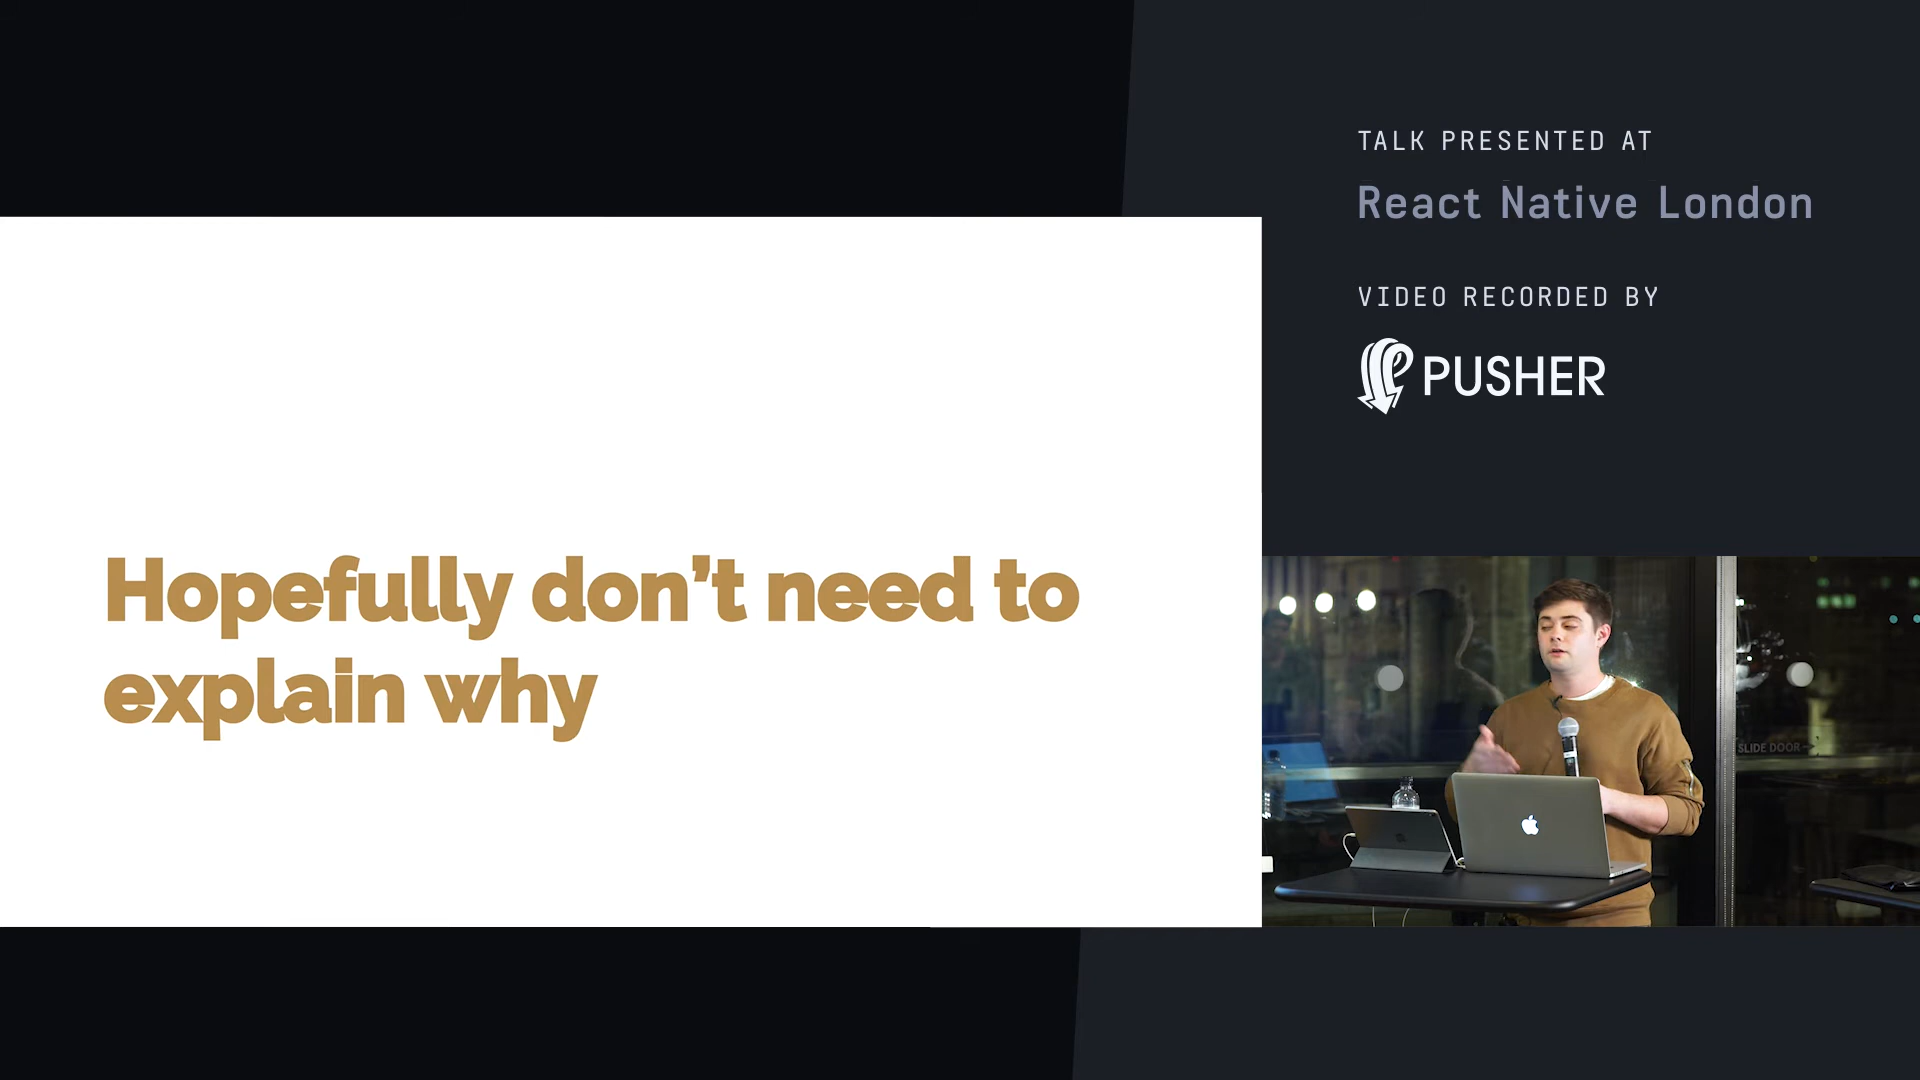 TALK PRESENTED AT
React Native London
VIDEO RECORDED BY
PUSHER
Hopefully don’t need to
explain why
SLIDE DOOR